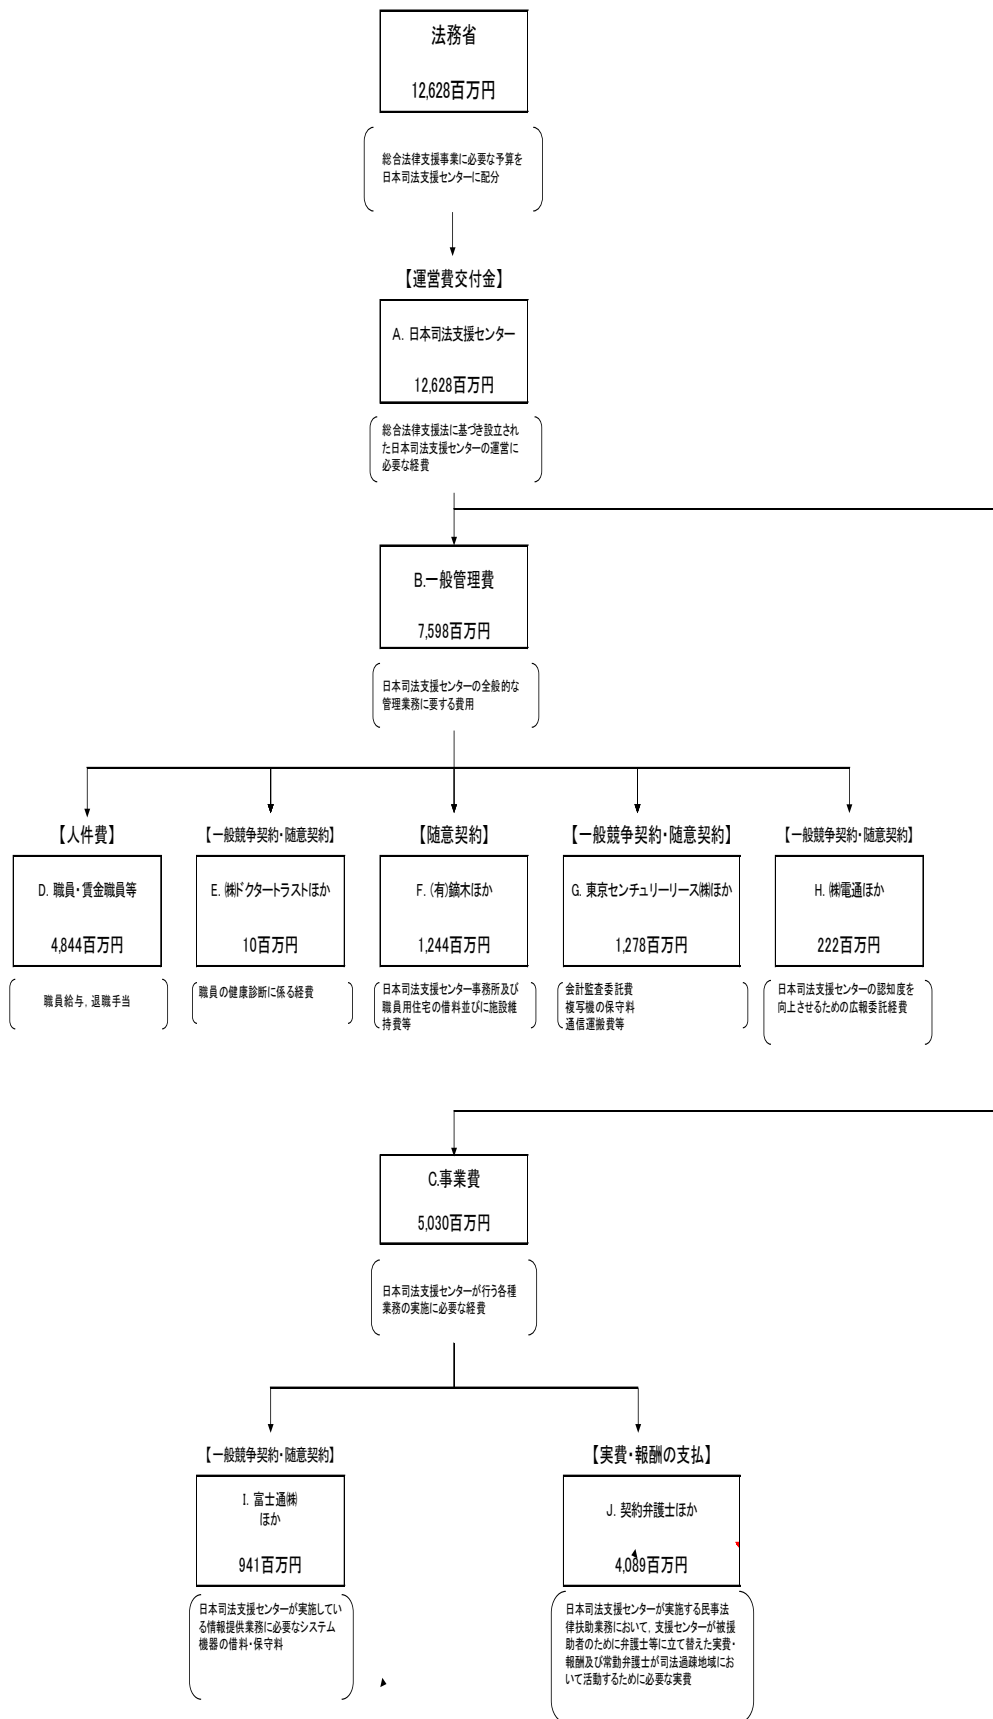 法務省
12,628百万円
総合法律支援事業に必要な予算を
日本司法支援センターに配分
【運営費交付金】
A. 日本司法支援センター
12,628百万円
総合法律支援法に基づき設立され
た日本司法支援センターの運営に
必要な経費
B.一般管理費
7,598百万円
日本司法支援センターの全般的な
管理業務に要する費用
【人件費】
D. 職員・賃金職員等
4,844百万円
職員給与，退職手当
【一般競争契約・随意契約】
E. ㈱ドクタートラストほか
10百万円
職員の健康診断に係る経費
【随意契約】
F. (有)鏑木ほか
1,244百万円
日本司法支援センター事務所及び
職員用住宅の借料並びに施設維
持費等
【一般競争契約・随意契約】
G. 東京センチュリーリース㈱ほか
1,278百万円
会計監査委託費
複写機の保守料
通信運搬費等
【一般競争契約・随意契約】
H. ㈱電通ほか
222百万円
日本司法支援センターの認知度を
向上させるための広報委託経費
C.事業費
5,030百万円
日本司法支援センターが行う各種
業務の実施に必要な経費
【一般競争契約・随意契約】
I. 富士通㈱
ほか
941百万円
日本司法支援センターが実施してい
る情報提供業務に必要なシステム
機器の借料・保守料
【実費・報酬の支払】
J. 契約弁護士ほか
4,089百万円
日本司法支援センターが実施する民事法
律扶助業務において，支援センターが被援
助者のために弁護士等に立て替えた実費・
報酬及び常勤弁護士が司法過疎地域にお
いて活動するために必要な実費